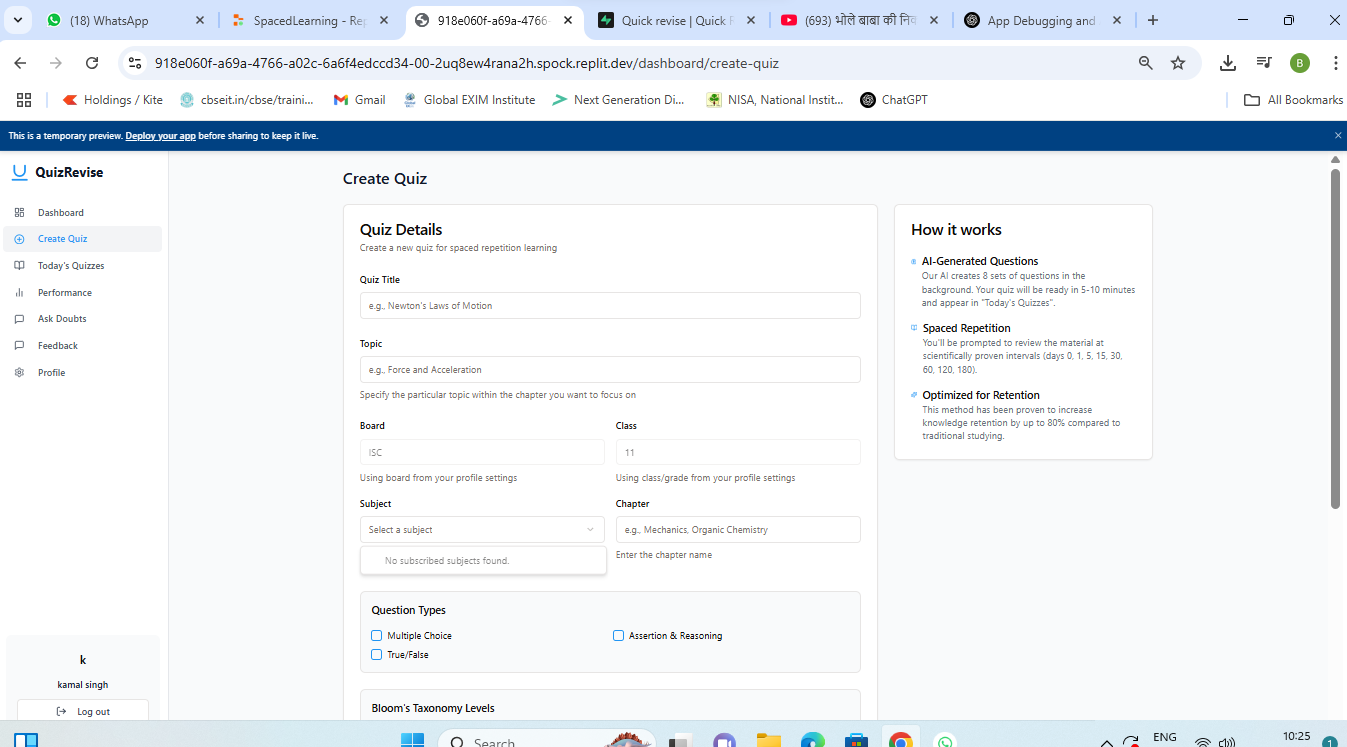 (18) WhatsApp
SpacedLearning - Rep
918e060f-a69a-4766-
Quick revise | Quick R
(693) भोले बाबा की निव
App Debugging and
918e060f-a69a-4766-a02c-6a6f4edccd34-00-2uq8ew4rana2h.spock.replit.dev/dashboard/create-quiz
B
Holdings / Kite
cbseit.in/cbse/traini...
Gmail
Global EXIM Institute
Next Generation Di...
NISA, National Instit...
ChatGPT
All Bookmarks
This is a temporary preview. Deploy your app before sharing to keep it live.
QuizRevise
Dashboard
Create Quiz
Today's Quizzes
Performance
Ask Doubts
Feedback
Profile
k
kamal singh
Log out
Create Quiz
Quiz Details
Create a new quiz for spaced repetition learning
Quiz Title
e.g., Newton's Laws of Motion
Topic
e.g., Force and Acceleration
Specify the particular topic within the chapter you want to focus on
Board
Class
ISC
11
Using board from your profile settings
Using class/grade from your profile settings
Subject
Chapter
Select a subject
e.g., Mechanics, Organic Chemistry
No subscribed subjects found.
Enter the chapter name
Question Types
Multiple Choice
Assertion & Reasoning
True/False
Bloom's Taxonomy Levels
How it works
AI-Generated Questions
Our AI creates 8 sets of questions in the
background. Your quiz will be ready in 5-10 minutes
and appear in "Today's Quizzes".
Spaced Repetition
You'll be prompted to review the material at
scientifically proven intervals (days 0, 1, 5, 15, 30,
60, 120, 180).
Optimized for Retention
This method has been proven to increase
knowledge retention by up to 80% compared to
traditional studying.
Search
ENG
10:25
1